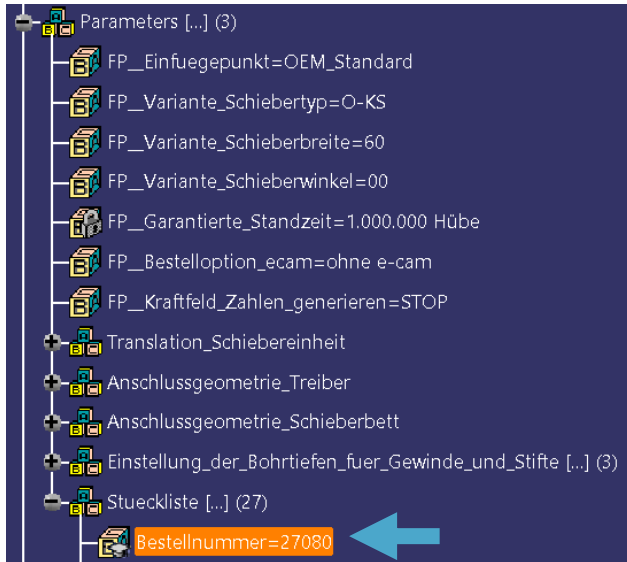 Parameters [...] (3)
FP__Einfuegepunkt=OEM_Standard
FP__Variante_Schiebertyp=O-KS
FP__Variante_Schieberbreite=60
FP__Variante_Schieberwinkel=00
FP__Garantierte_Standzeit=1.000.000 Hübe
FP__Bestelloption_ecam=ohne e-cam
FP__Kraftfeld_Zahlen_generieren=STOP
Translation_Schiebereinheit
Anschlussgeometrie_Treiber
Anschlussgeometrie_Schieberbett
Einstellung_der_Bohrtiefen_fuer_Gewinde_und_Stifte [...] (3)
Stueckliste [...] (27)
Bestellnummer=27080